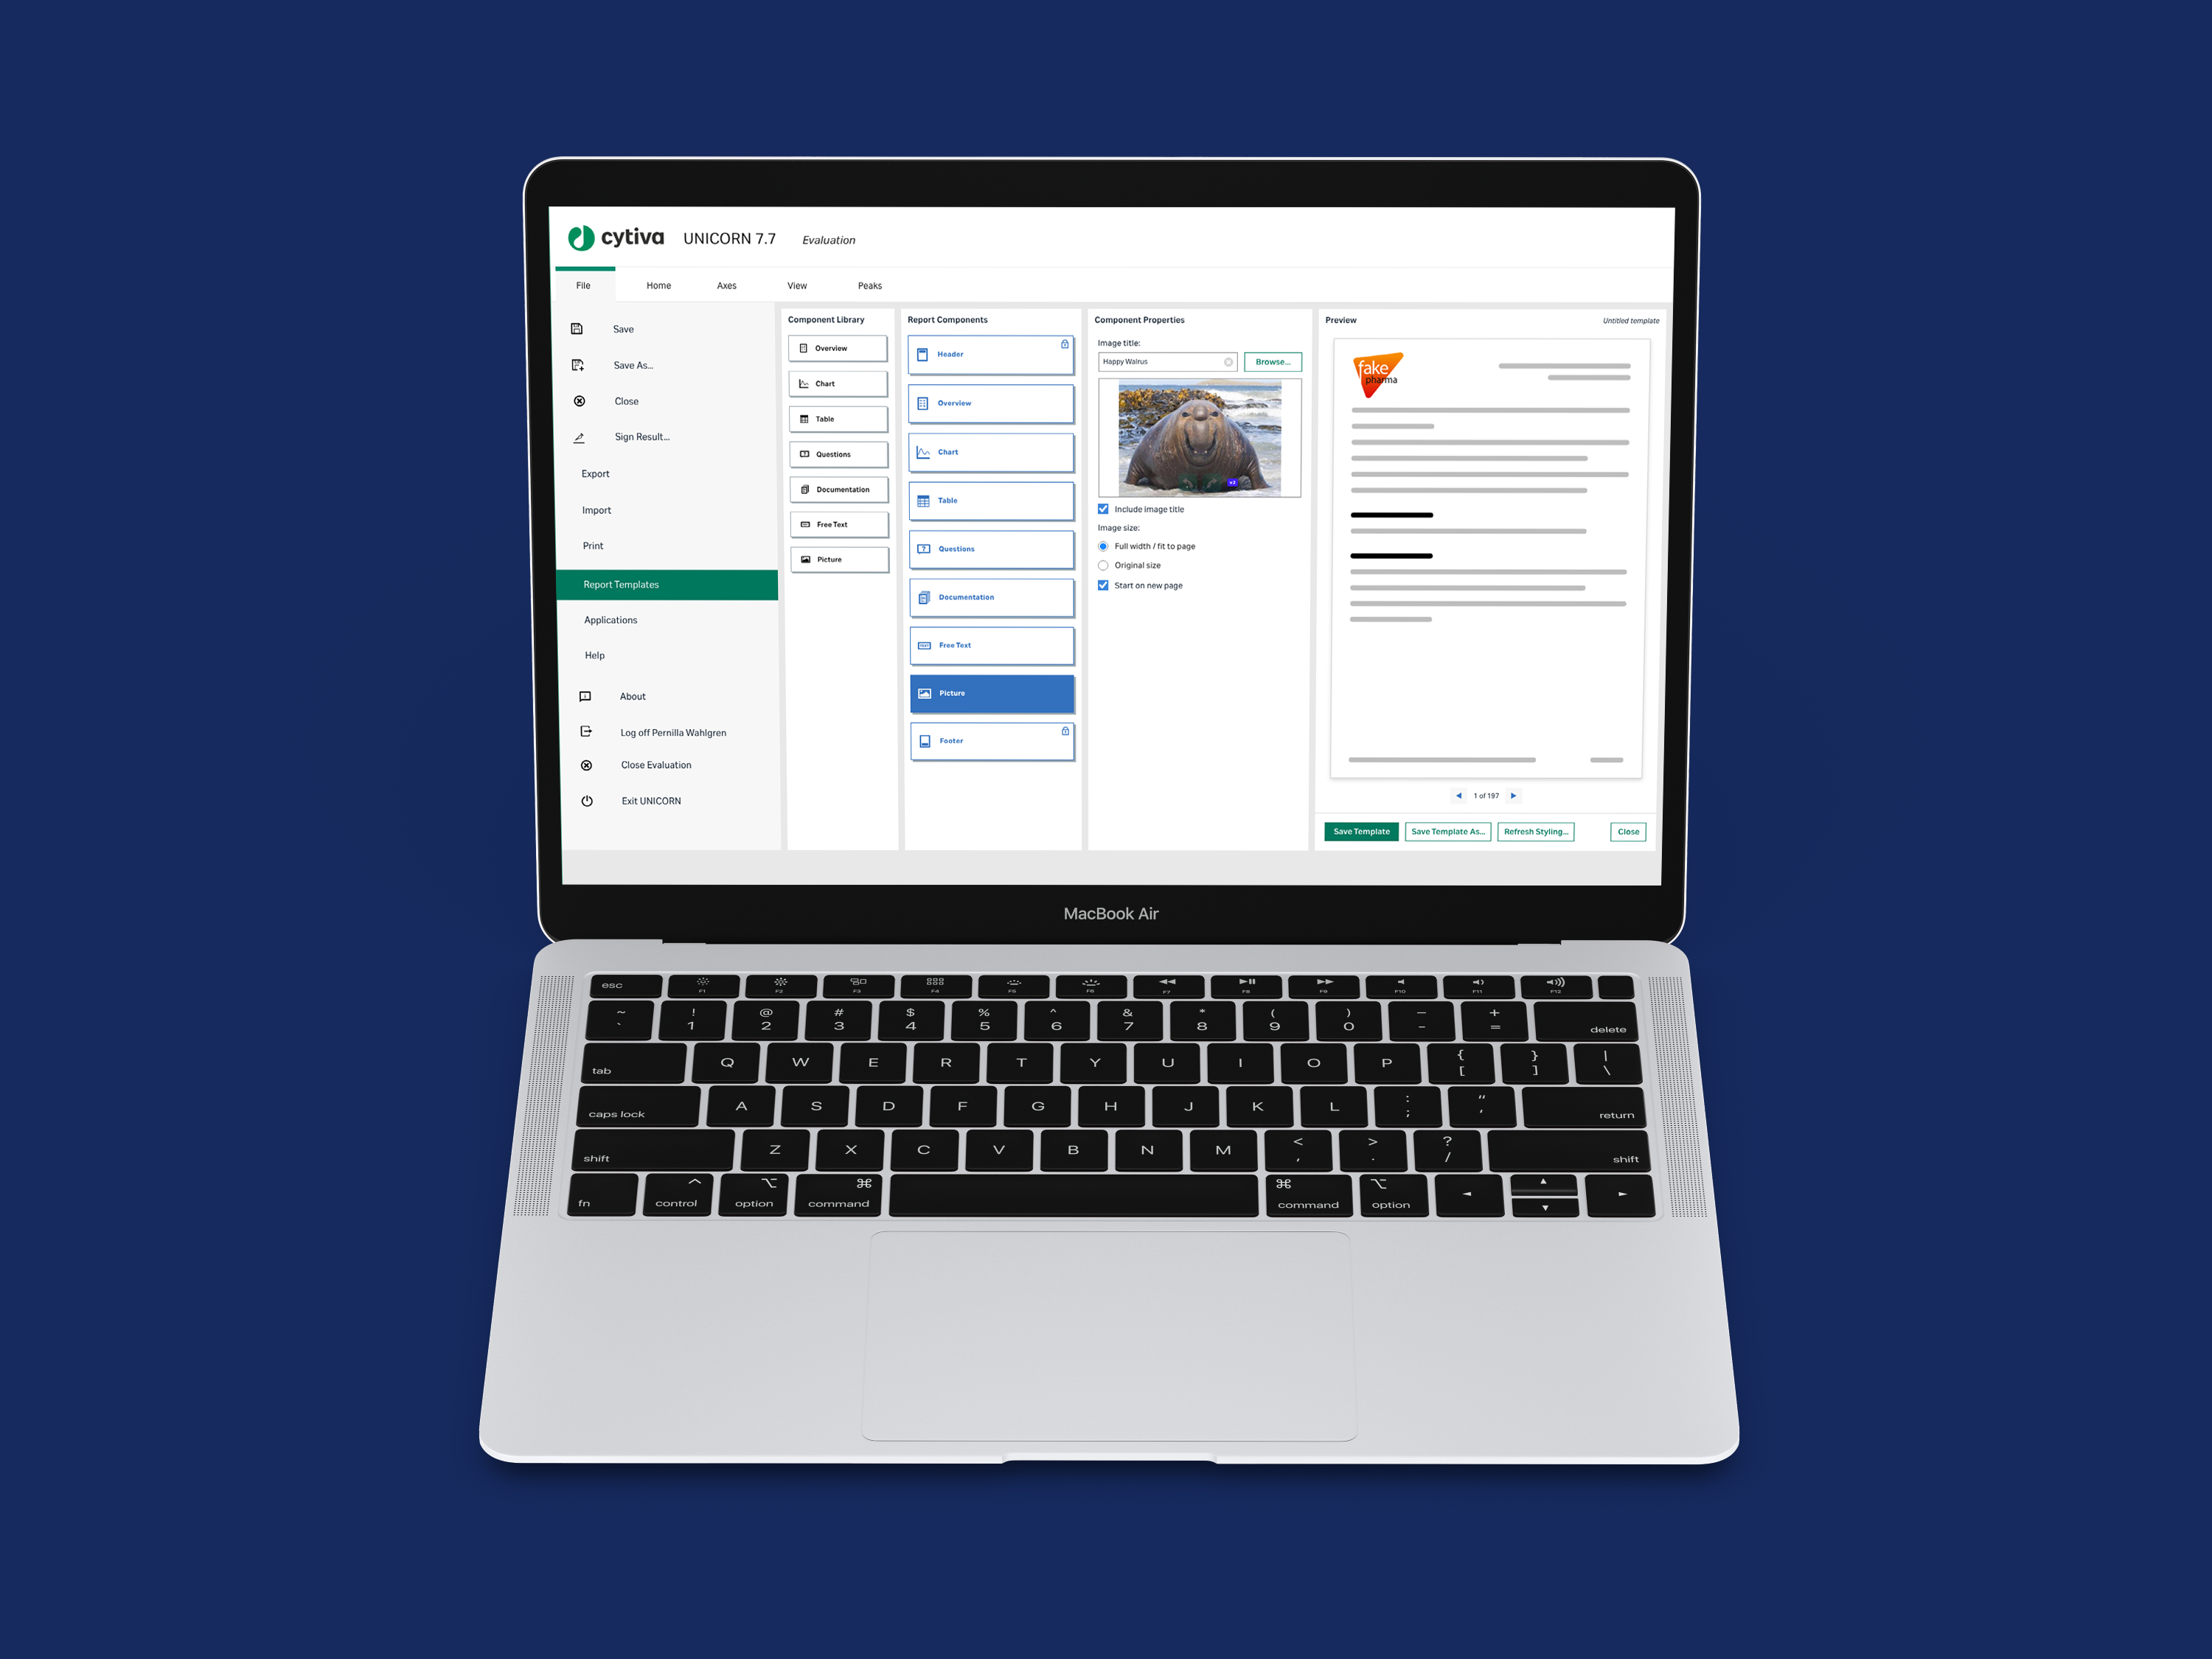 cytiva UNICORN 7.7 Evaluation
File Home Axes View Peaks
Save
Save As...
Close
Sign Result...
Export
Import
Print
Report Templates
Applications
Help
About
Log off Pernilla Wahlgren
Close Evaluation
Exit UNICORN
Component Library
Overview
Chart
Table
Questions
Documentation
Free Text
Picture
Report Components
Header
Overview
Chart
Table
Questions
Documentation
Free Text
Picture
Footer
Component Properties
Image title:
Happy Walrus Browse...
Include image title
Image size:
Full width / fit to page
Original size
Start on new page
Preview Untitled template
fake
pharma
1 of 197
Save Template Save Template As... Refresh Styling... Close
MacBook Air
esc F1 F2 F3 F4 F5 F6 F7 F8 F9 F10 F11 F12
~ ! @ # $ % ^ & * ( ) — +
` 1 2 3 4 5 6 7 8 9 0 - = delete
tab Q W E R T Y U I O P { [ } ] | \
caps lock A S D F G H J K L : ; “ ‘ return
shift Z X C V B N M < , > . ? / shift
fn control option command command option